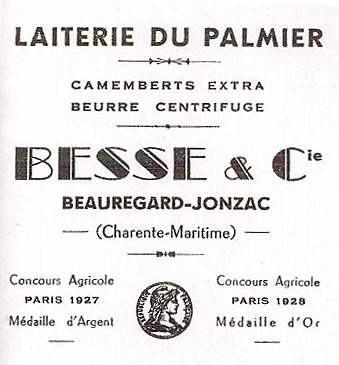 LAITERIE DU PALMIER
CAMEMBERTS EXTRA
BEURRE CENTRIFUGE
BESSE & Cie
BEAUREGARD-JONZAC
— (Charente-Maritime) —
Concours Agricole
PARIS 1927
Médaille d'Argent
Concours Agricole
PARIS 1928
Médaille d'Or